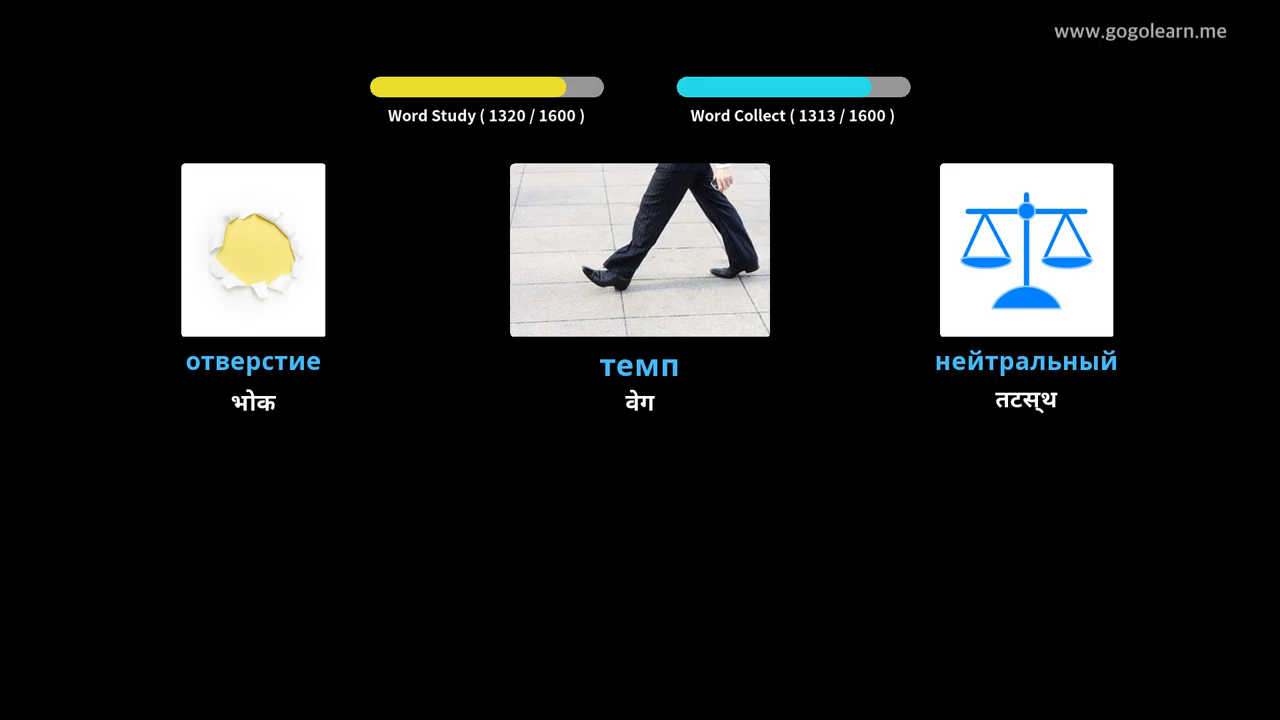 www.gogolearn.me
Word Study ( 1320 / 1600 )
Word Collect ( 1313 / 1600 )
отверстие
भोक
темп
वेग
нейтральный
तटस्थ